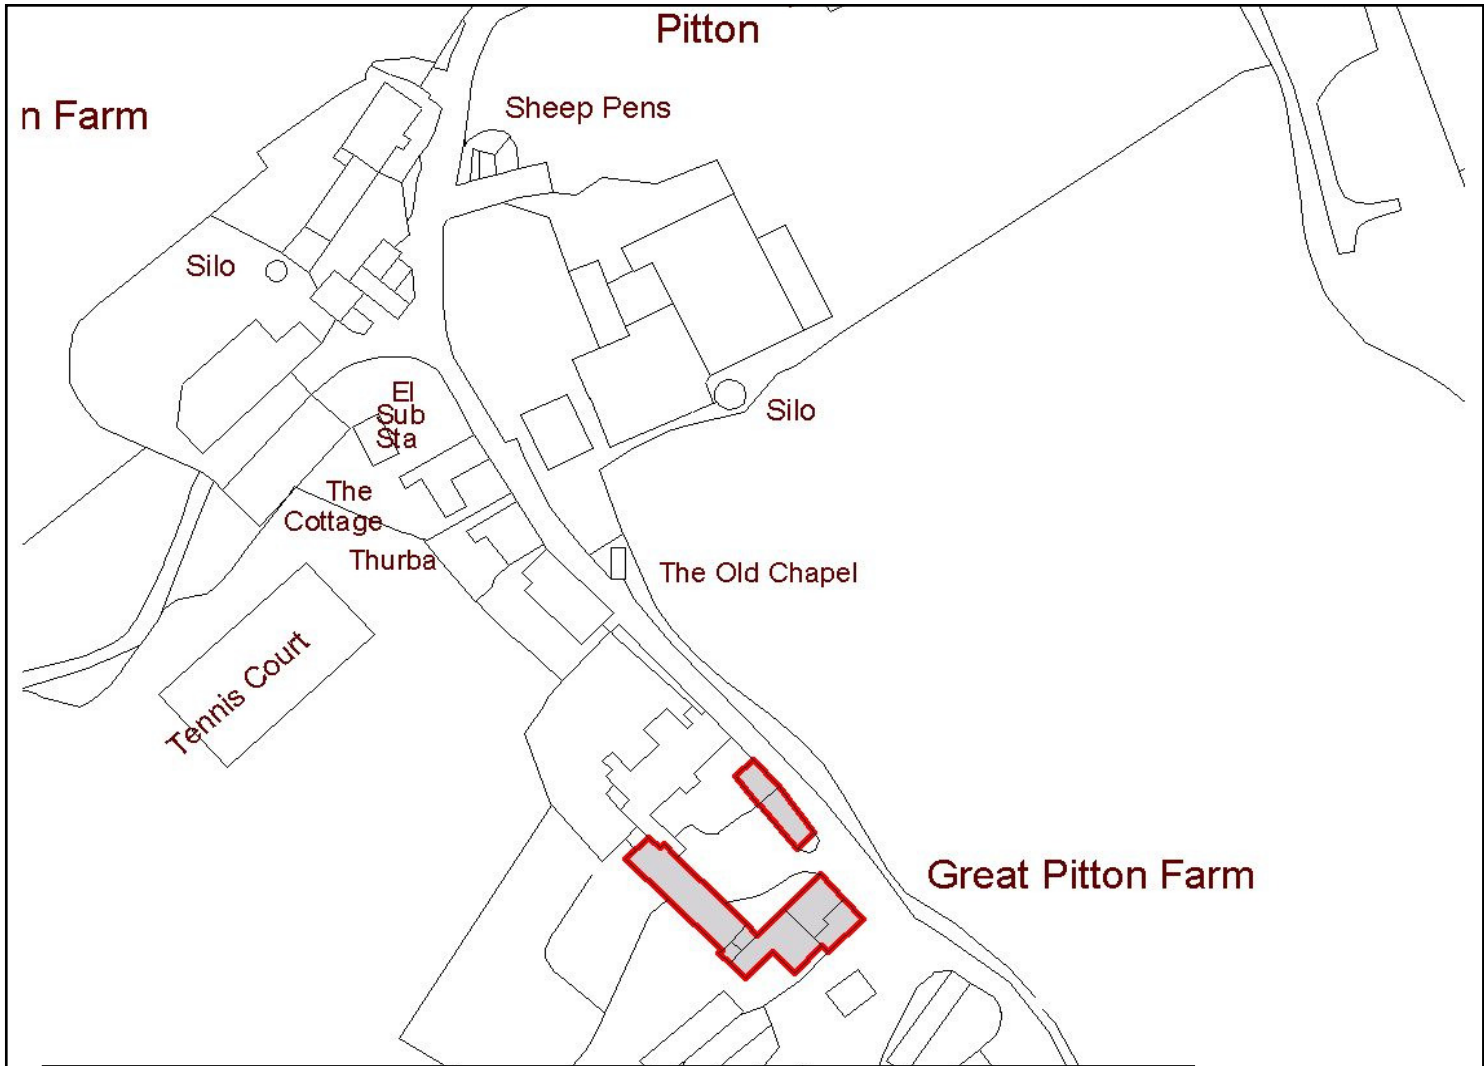 Pitton
n Farm
Sheep Pens
Silo
El
Sub
Sta
Silo
The
Cottage
Thurba
The Old Chapel
Tennis Court
Great Pitton Farm